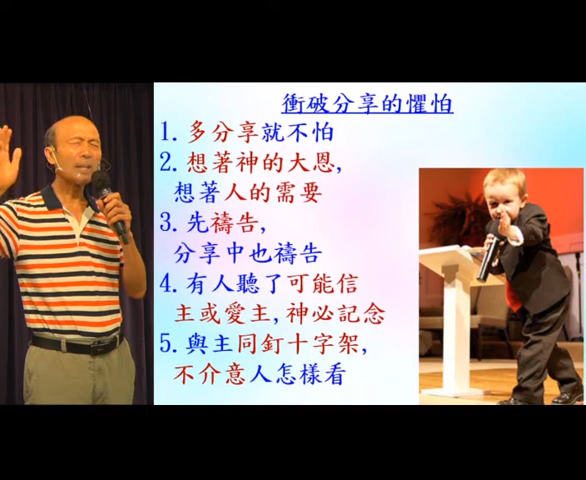 衝破分享的懼怕
1. 多分享就不怕
2. 想著神的大恩,
想著人的需要
3. 先禱告,
分享中也禱告
4. 有人聽了可能信
主或愛主, 神必記念
5. 與主同釘十字架,
不介意人怎樣看